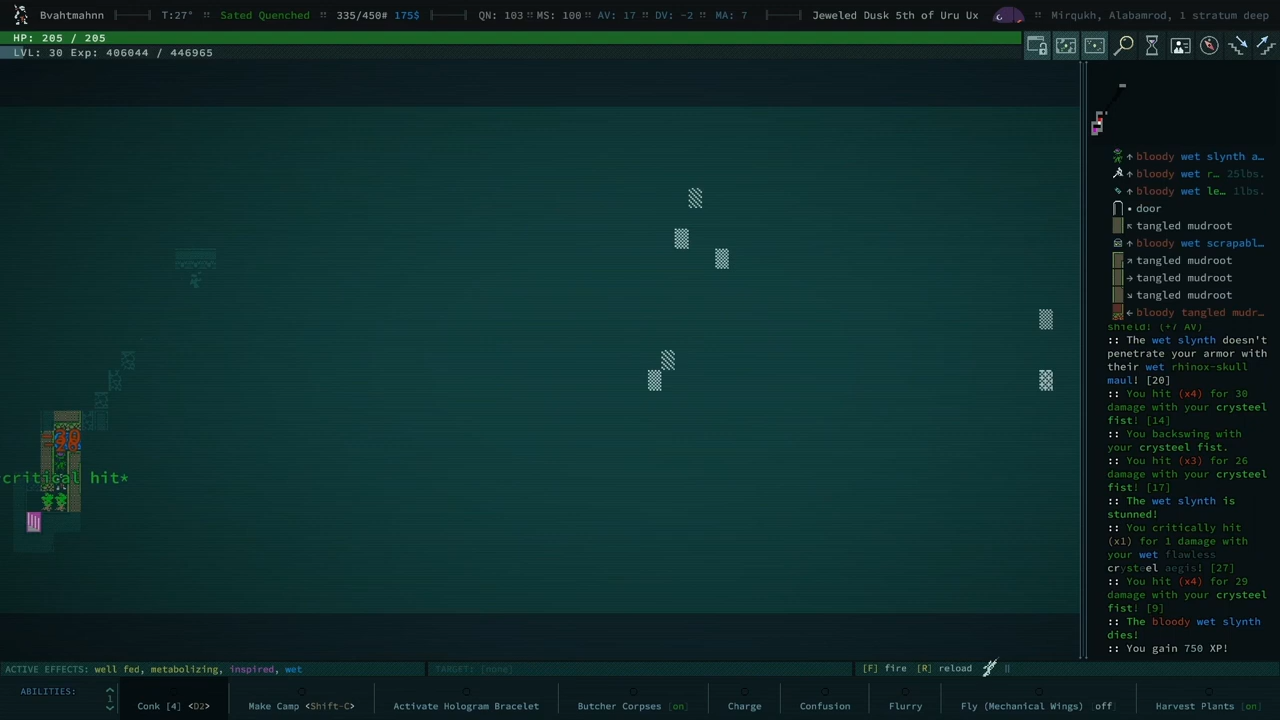 Bvahtmahnn T:27° :: Sated Quenched :: 335/450# 175$ QN: 103 :: MS: 100 :: AV: 17 :: DV: -2 :: MA: 7 Jeweled Dusk 5th of Uru Ux :: Mirqukh, Alabamrod, 1 stratum deep
HP: 205 / 205
LVL: 30 Exp: 406044 / 446965
bloody wet slynth a…
bloody wet r… 25lbs.
bloody wet le… 1lbs.
door
tangled mudroot
bloody wet scrapabl…
tangled mudroot
tangled mudroot
tangled mudroot
bloody tangled mudr…
shield! (+7 AV)
:: The wet slynth doesn't
penetrate your armor with
their wet rhinox-skull
maul! [20]
:: You hit (x4) for 30
damage with your crysteel
fist! [14]
:: You backswing with
your crysteel fist.
:: You hit (x3) for 26
damage with your crysteel
fist! [17]
:: The wet slynth is
stunned!
:: You critically hit
(x1) for 1 damage with
your wet flawless
crysteel aegis! [27]
:: You hit (x4) for 29
damage with your crysteel
fist! [9]
:: The bloody wet slynth
dies!
:: You gain 750 XP!
critical hit*
ACTIVE EFFECTS: well fed, metabolizing, inspired, wet
TARGET: [none]
[F] fire [R] reload
ABILITIES: 1 Conk [4] <D2> Make Camp <Shift-C> Activate Hologram Bracelet Butcher Corpses [on] Charge Confusion Flurry Fly (Mechanical Wings) off Harvest Plants [on]